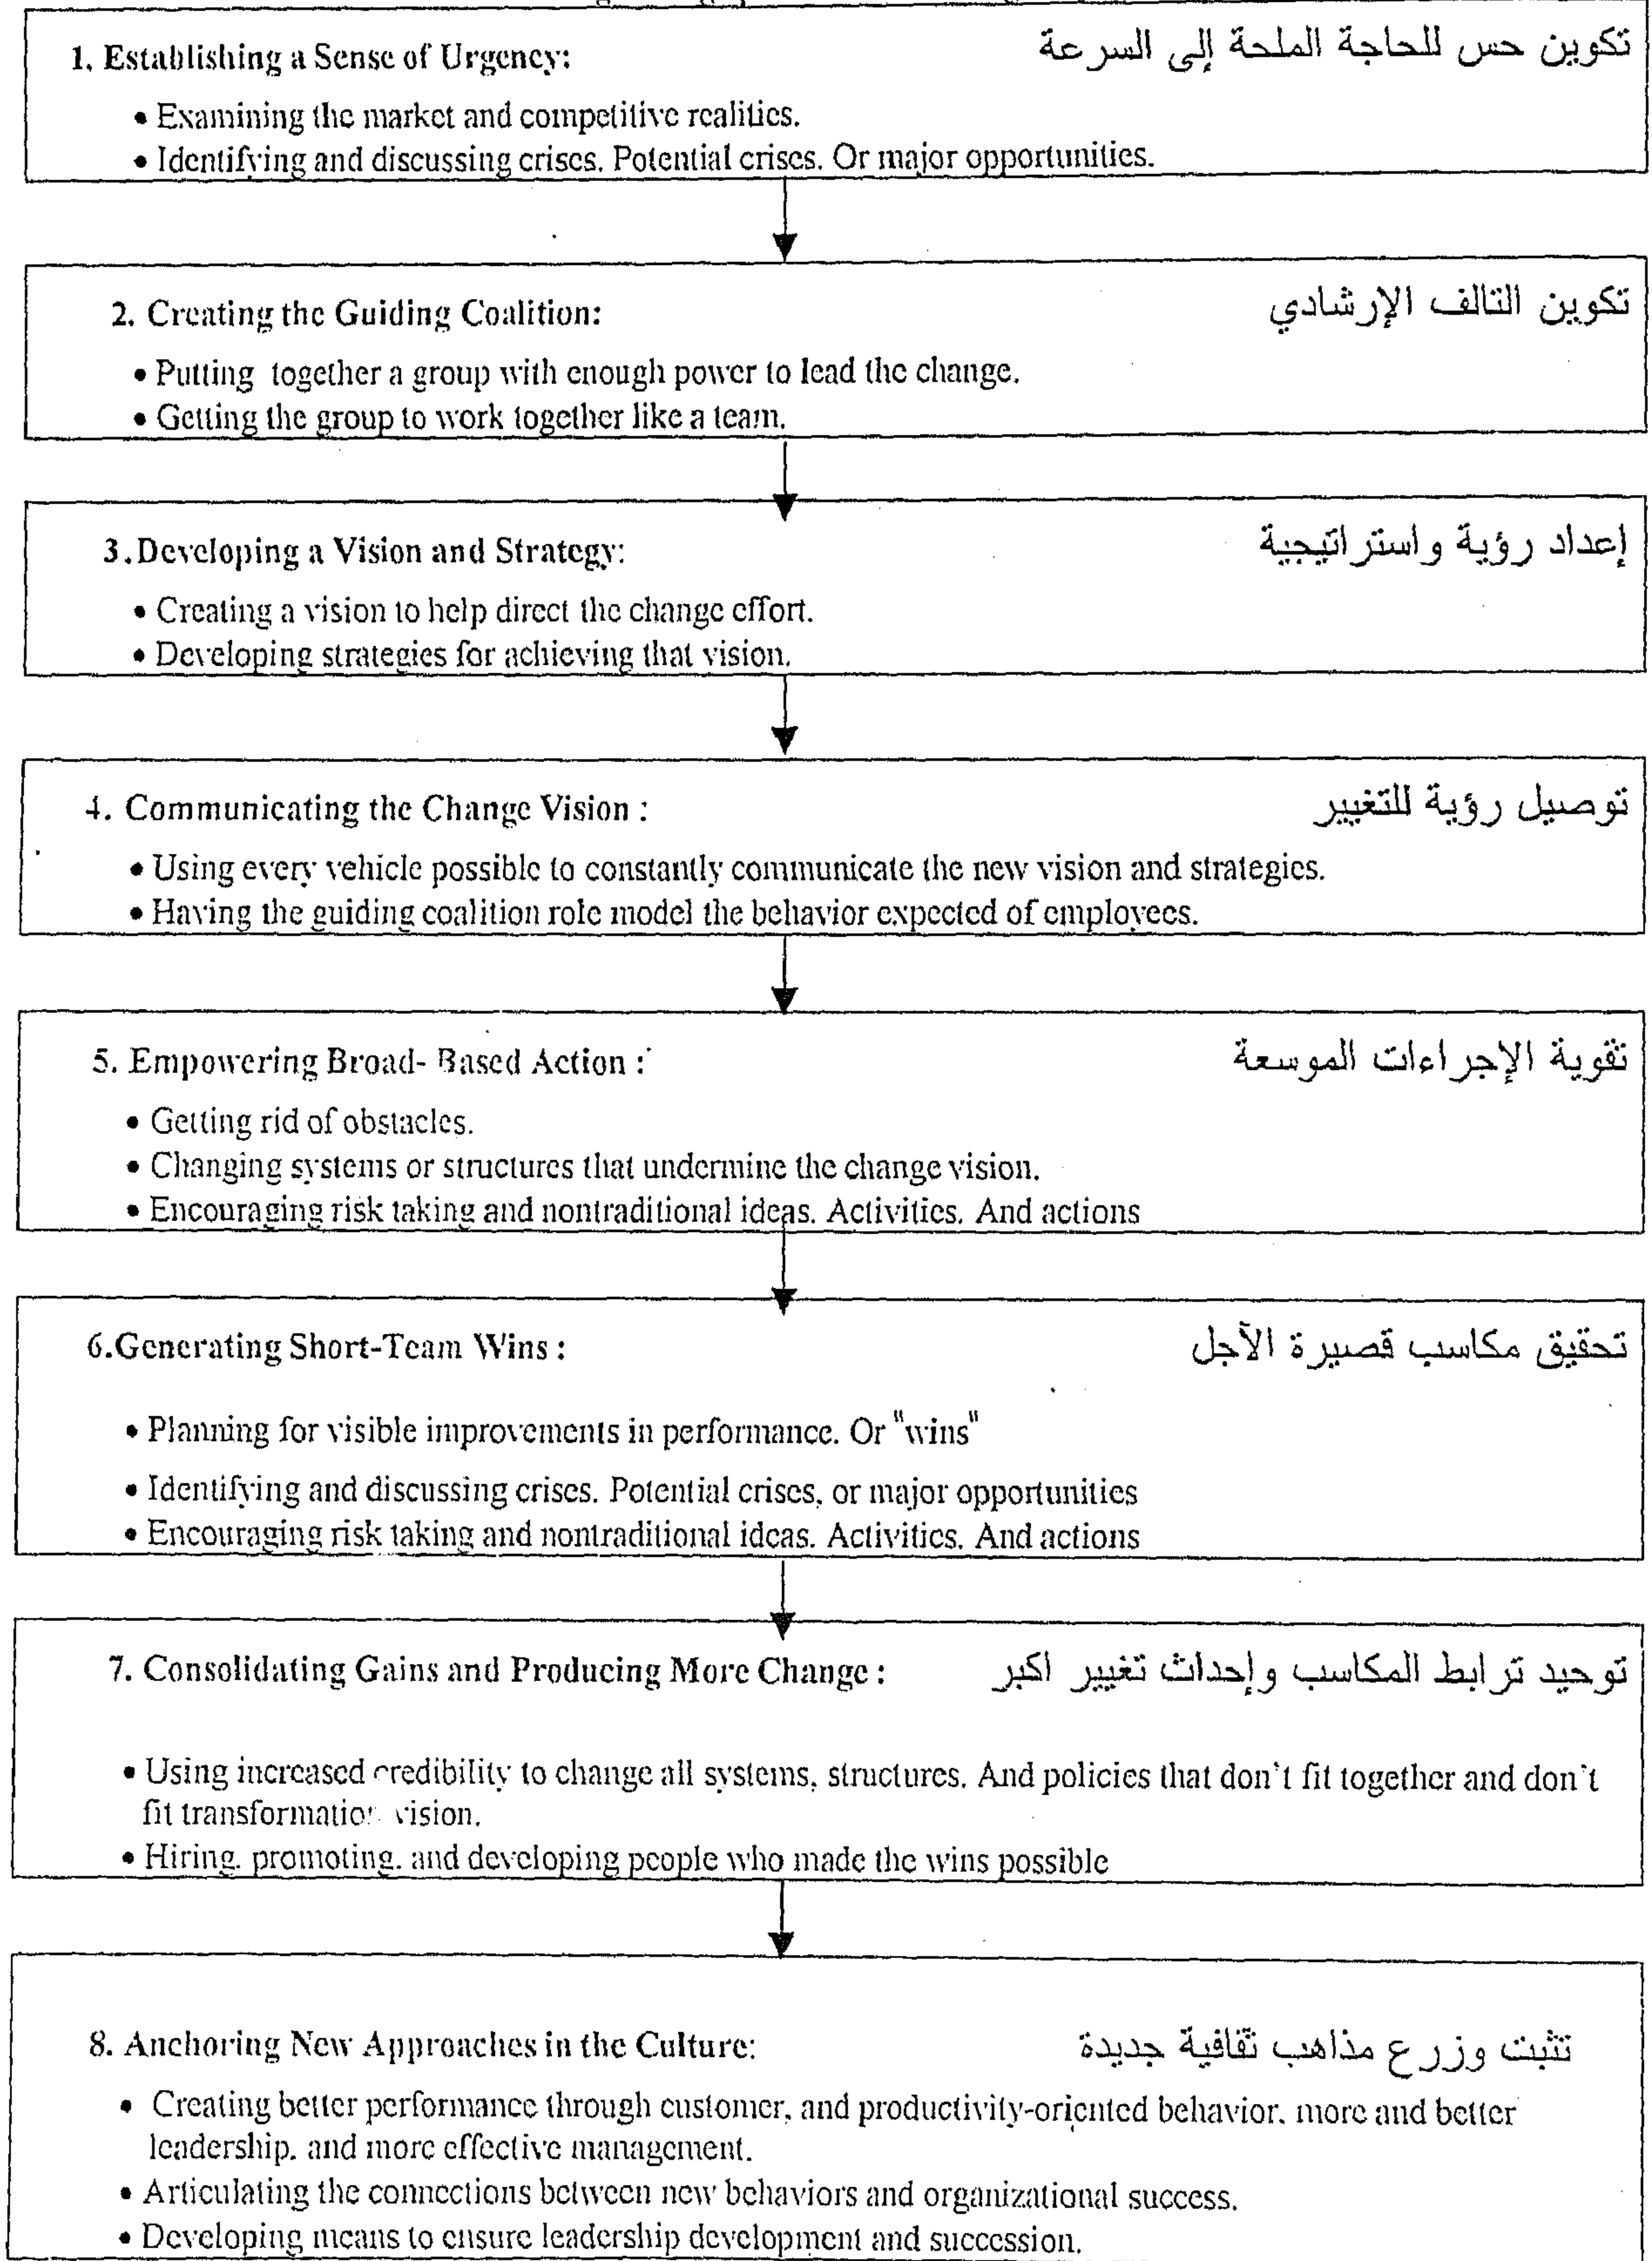 1. Establishing a Sense of Urgency: تكوين حس للحاجة الملحة إلى السرعة
• Examining the market and competitive realities.
• Identifying and discussing crises. Potential crises. Or major opportunities.
2. Creating the Guiding Coalition: تكوين التالف الإرشادي
• Putting together a group with enough power to lead the change.
• Getting the group to work together like a team.
3. Developing a Vision and Strategy: إعداد رؤية واستراتيجية
• Creating a vision to help direct the change effort.
• Developing strategies for achieving that vision.
4. Communicating the Change Vision : توصيل رؤية للتغيير
• Using every vehicle possible to constantly communicate the new vision and strategies.
• Having the guiding coalition role model the behavior expected of employees.
5. Empowering Broad- Based Action : تقوية الإجراءات الموسعة
• Getting rid of obstacles.
• Changing systems or structures that undermine the change vision.
• Encouraging risk taking and nontraditional ideas. Activities. And actions
6.Generating Short-Team Wins : تحقيق مكاسب قصيرة الآجل
• Planning for visible improvements in performance. Or "wins"
• Identifying and discussing crises. Potential crises, or major opportunities
• Encouraging risk taking and nontraditional ideas. Activities. And actions
7. Consolidating Gains and Producing More Change : توحيد ترابط المكاسب وإحداث تغيير اكبر
• Using increased credibility to change all systems, structures. And policies that don't fit together and don't
fit transformation vision.
• Hiring. promoting. and developing people who made the wins possible
8. Anchoring New Approaches in the Culture: تثبت وزرع مذاهب ثقافية جديدة
• Creating better performance through customer, and productivity-oriented behavior. more and better
leadership. and more effective management.
• Articulating the connections between new behaviors and organizational success.
• Developing means to ensure leadership development and succession.